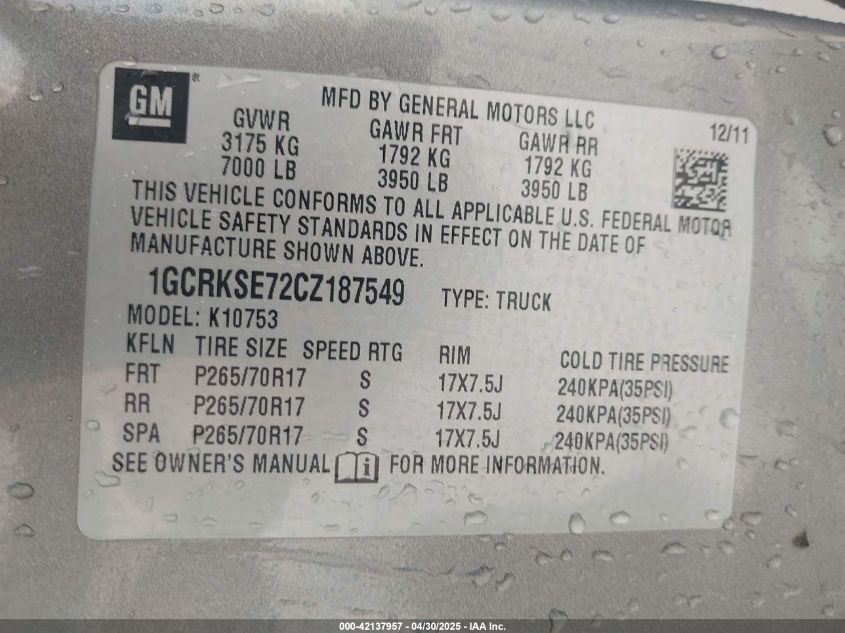 GM ®
MFD BY GENERAL MOTORS LLC
12/11
GVWR GAWR FRT GAWR RR
3175 KG 1792 KG 1792 KG
7000 LB 3950 LB 3950 LB
THIS VEHICLE CONFORMS TO ALL APPLICABLE U.S. FEDERAL MOTOR
VEHICLE SAFETY STANDARDS IN EFFECT ON THE DATE OF
MANUFACTURE SHOWN ABOVE.
1GCRKSE72CZ187549 TYPE: TRUCK
MODEL: K10753
KFLN TIRE SIZE SPEED RTG RIM COLD TIRE PRESSURE
FRT P265/70R17 S 17X7.5J 240KPA(35PSI)
RR P265/70R17 S 17X7.5J 240KPA(35PSI)
SPA P265/70R17 S 17X7.5J 240KPA(35PSI)
SEE OWNER'S MANUAL i FOR MORE INFORMATION.
000-42137957 - 04/30/2025 - IAA Inc.